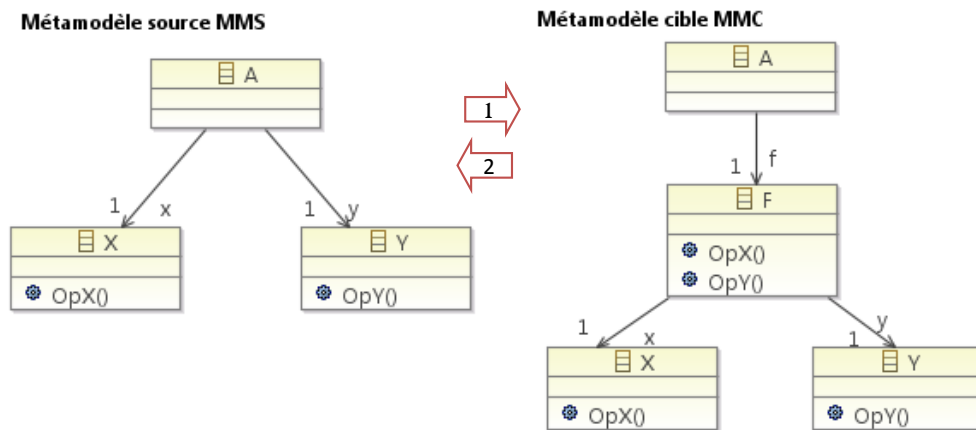 Métamodèle source MMS
Métamodèle cible MMC
A
A
1
2
1
x
1
y
1
f
X
Y
F
OpX()
OpY()
OpX()
OpY()
1
x
1
y
X
Y
OpX()
OpY()